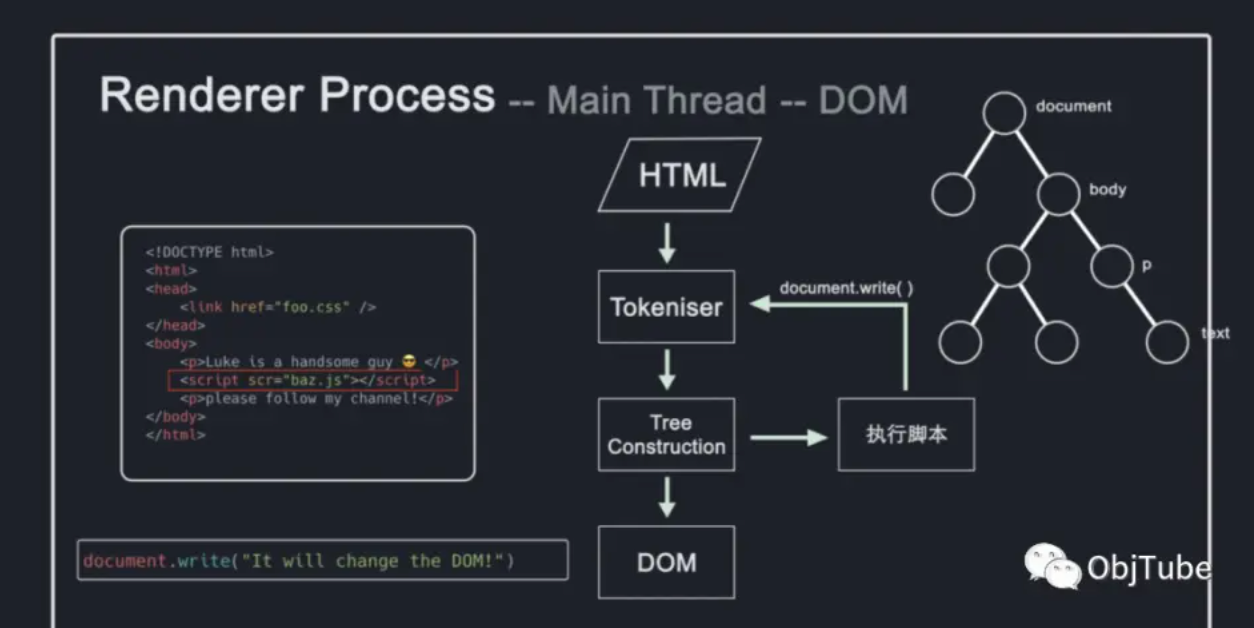 Renderer Process -- Main Thread -- DOM
<!DOCTYPE html>
<html>
<head>
<link href="foo.css" />
</head>
<body>
<p>Luke is a handsome guy 😎 </p>
<script scr="baz.js"></script>
<p>please follow my channel!</p>
</body>
</html>
document.write("It will change the DOM!")
HTML
Tokeniser
document.write( )
Tree
Construction
执行脚本
DOM
document
body
p
text
ObjTube